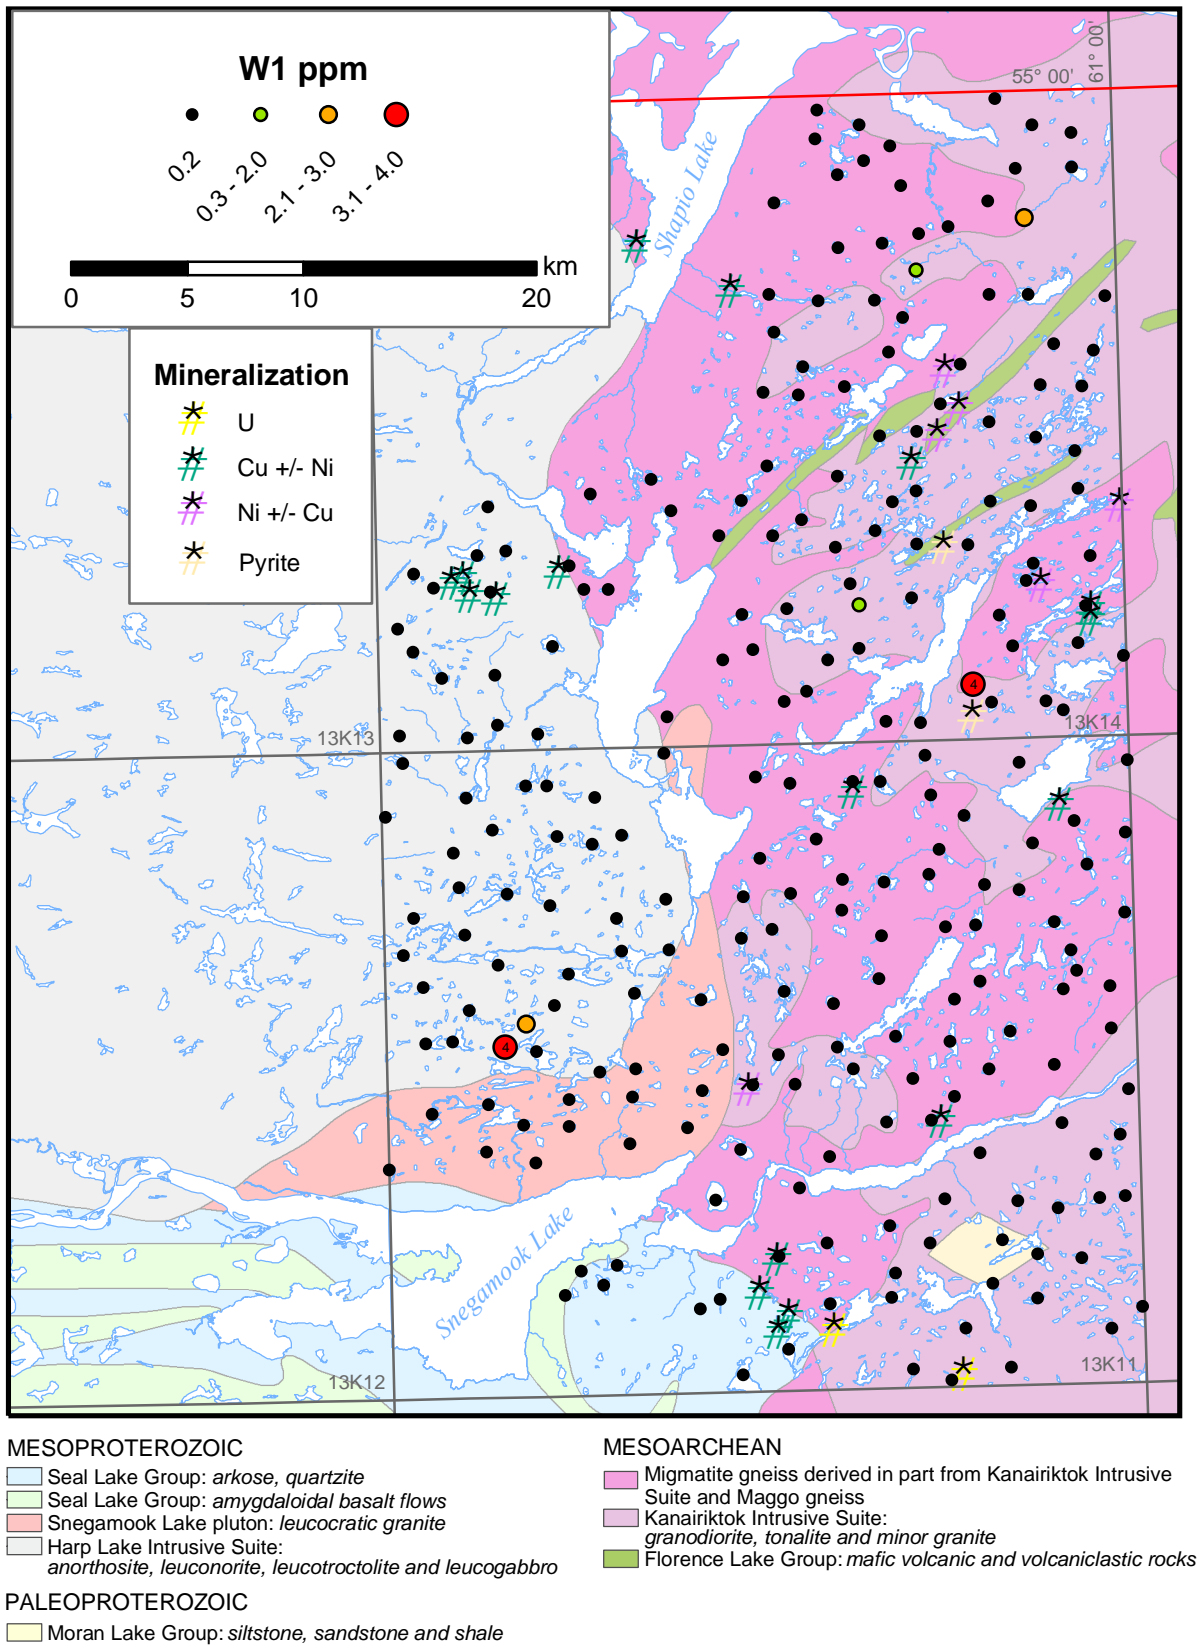 W1 ppm
0.2
0.3 - 2.0
2.1 - 3.0
3.1 - 4.0
km
0
5
10
20
Mineralization
U
Cu +/- Ni
Ni +/- Cu
Pyrite
55° 00'
61° 00'
Shapio Lake
4
13K13
13K14
4
Snegamook Lake
13K12
13K11
MESOPROTEROZOIC
Seal Lake Group: arkose, quartzite
Seal Lake Group: amygdaloidal basalt flows
Snegamook Lake pluton: leucocratic granite
Harp Lake Intrusive Suite:
anorthosite, leuconorite, leucotroctolite and leucogabbro
PALEOPROTEROZOIC
Moran Lake Group: siltstone, sandstone and shale
MESOARCHEAN
Migmatite gneiss derived in part from Kanairiktok Intrusive
Suite and Maggo gneiss
Kanairiktok Intrusive Suite:
granodiorite, tonalite and minor granite
Florence Lake Group: mafic volcanic and volcaniclastic rocks